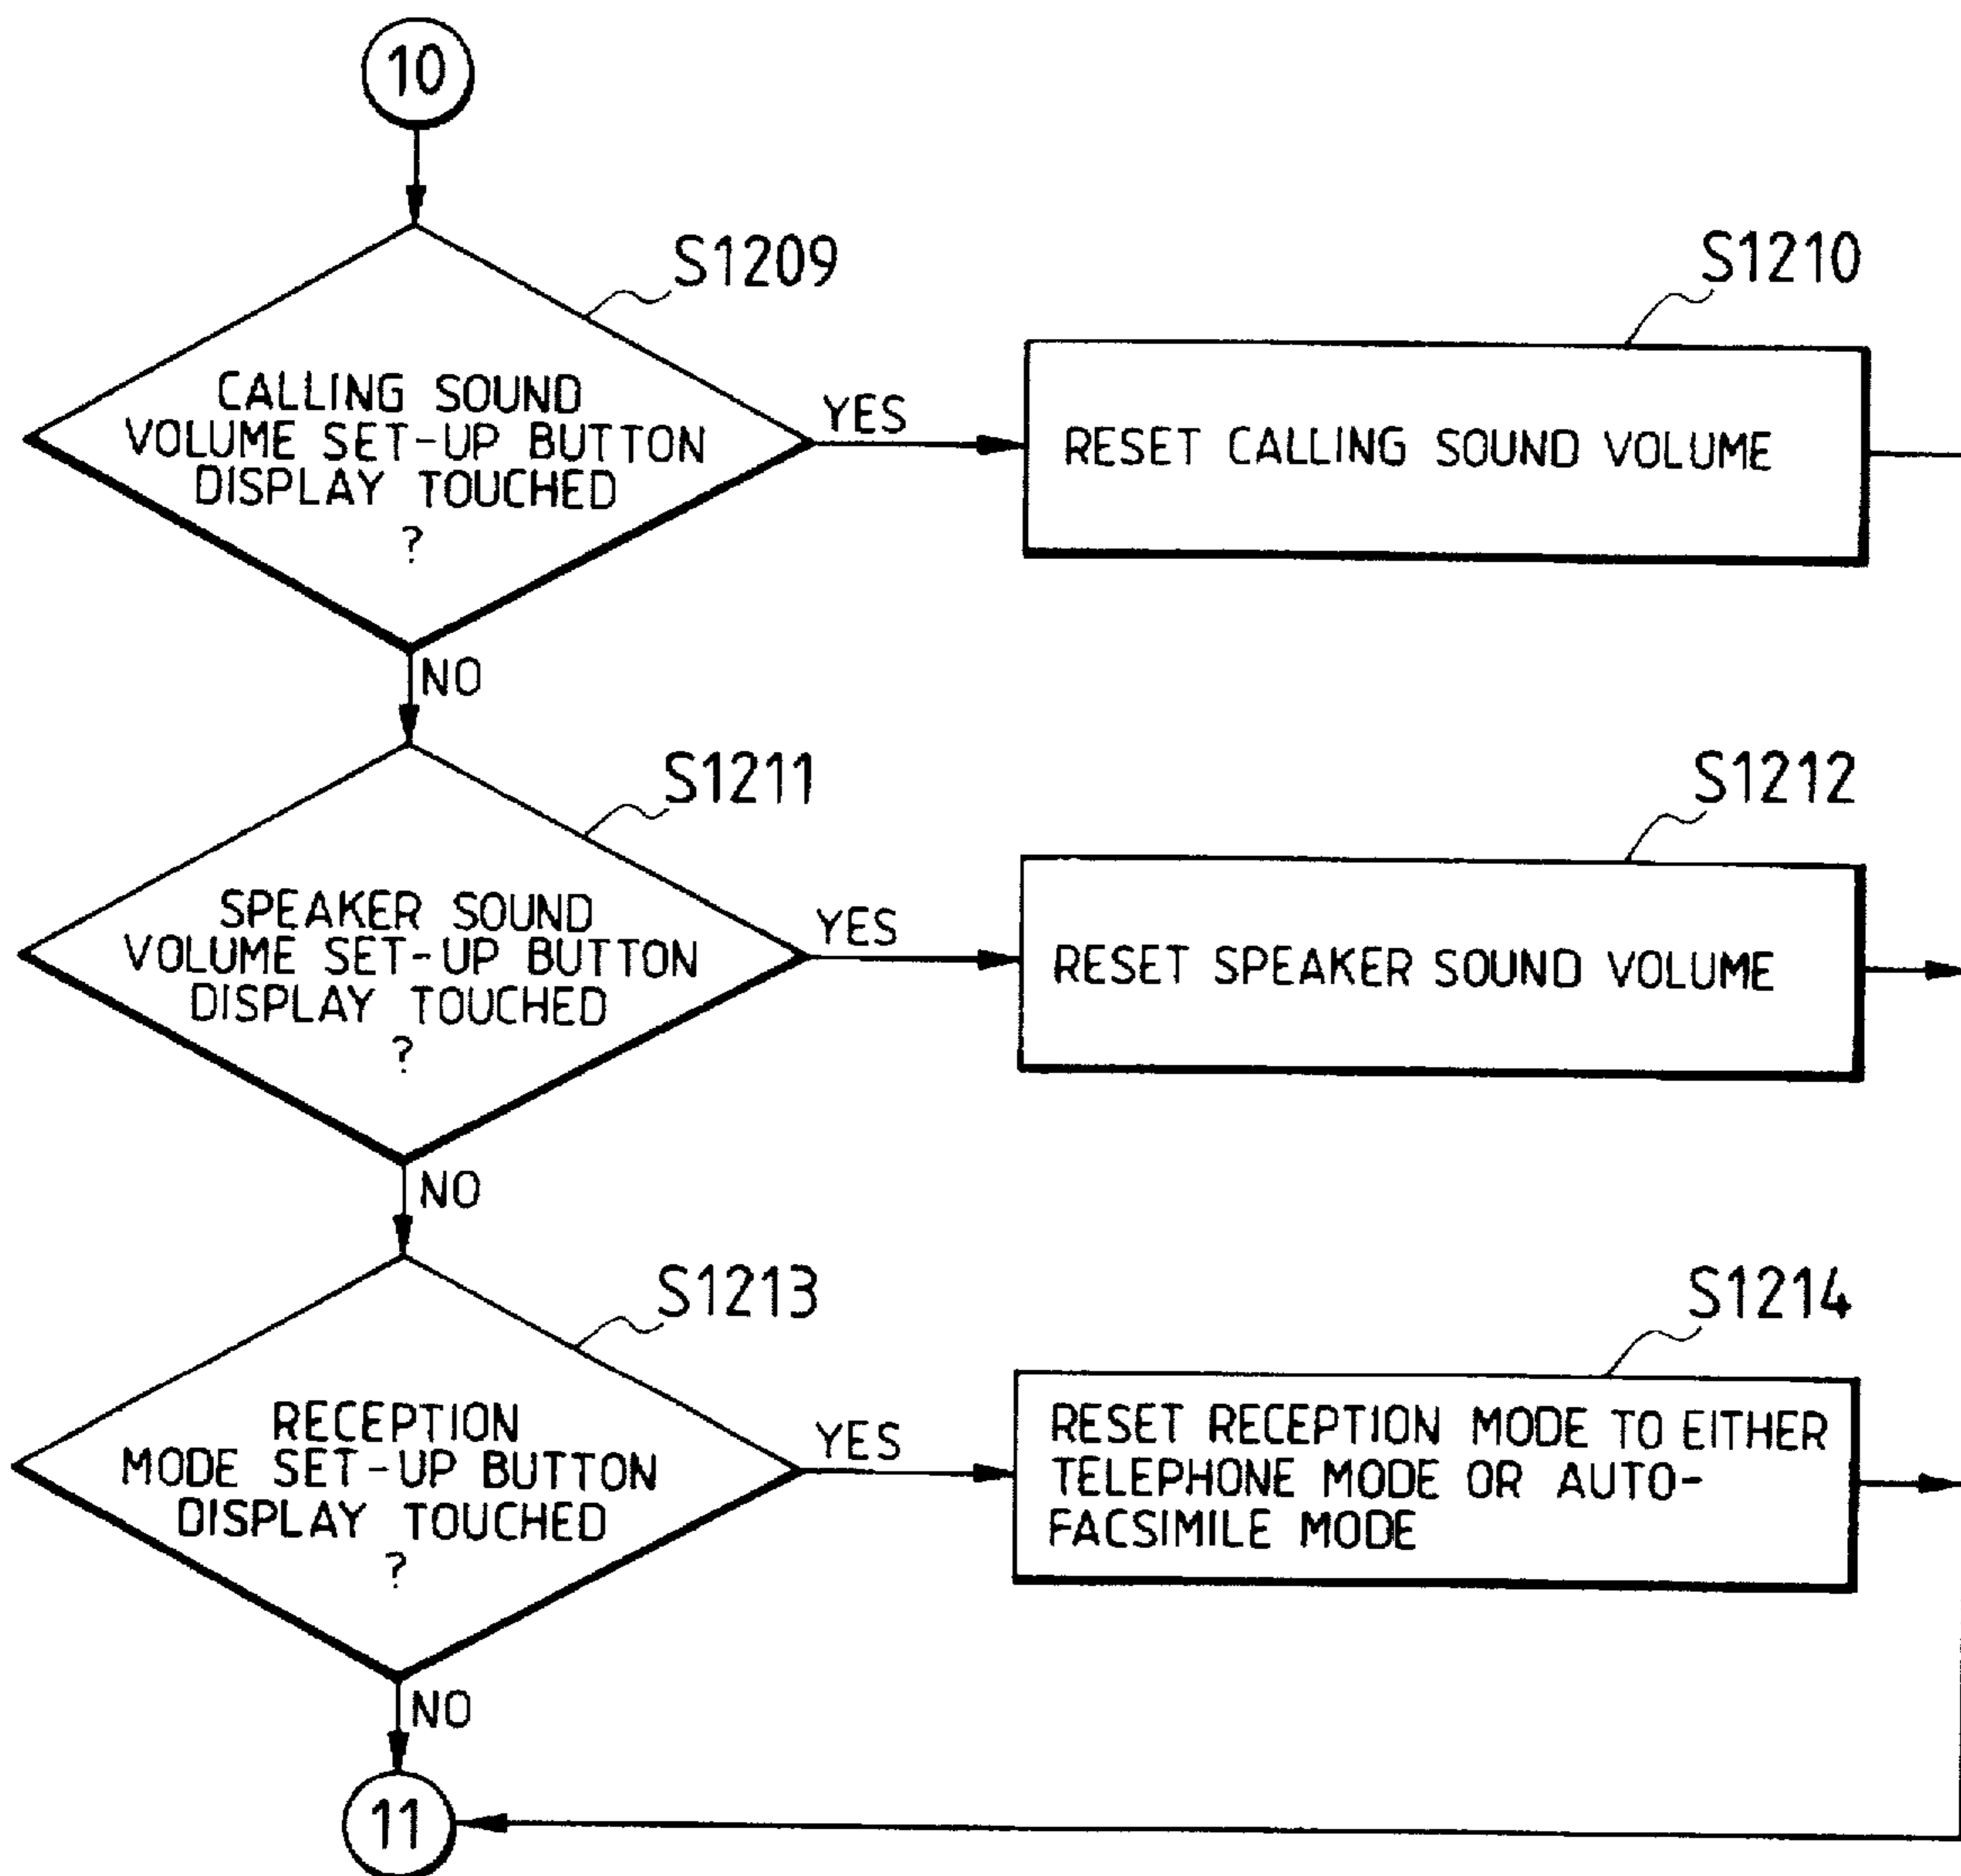 10
S1209
CALLING SOUND
VOLUME SET-UP BUTTON
DISPLAY TOUCHED
?
YES
S1210
RESET CALLING SOUND VOLUME
NO
S1211
SPEAKER SOUND
VOLUME SET-UP BUTTON
DISPLAY TOUCHED
?
YES
S1212
RESET SPEAKER SOUND VOLUME
NO
S1213
RECEPTION
MODE SET-UP BUTTON
DISPLAY TOUCHED
?
YES
S1214
RESET RECEPTION MODE TO EITHER
TELEPHONE MODE OR AUTO-
FACSIMILE MODE
NO
11